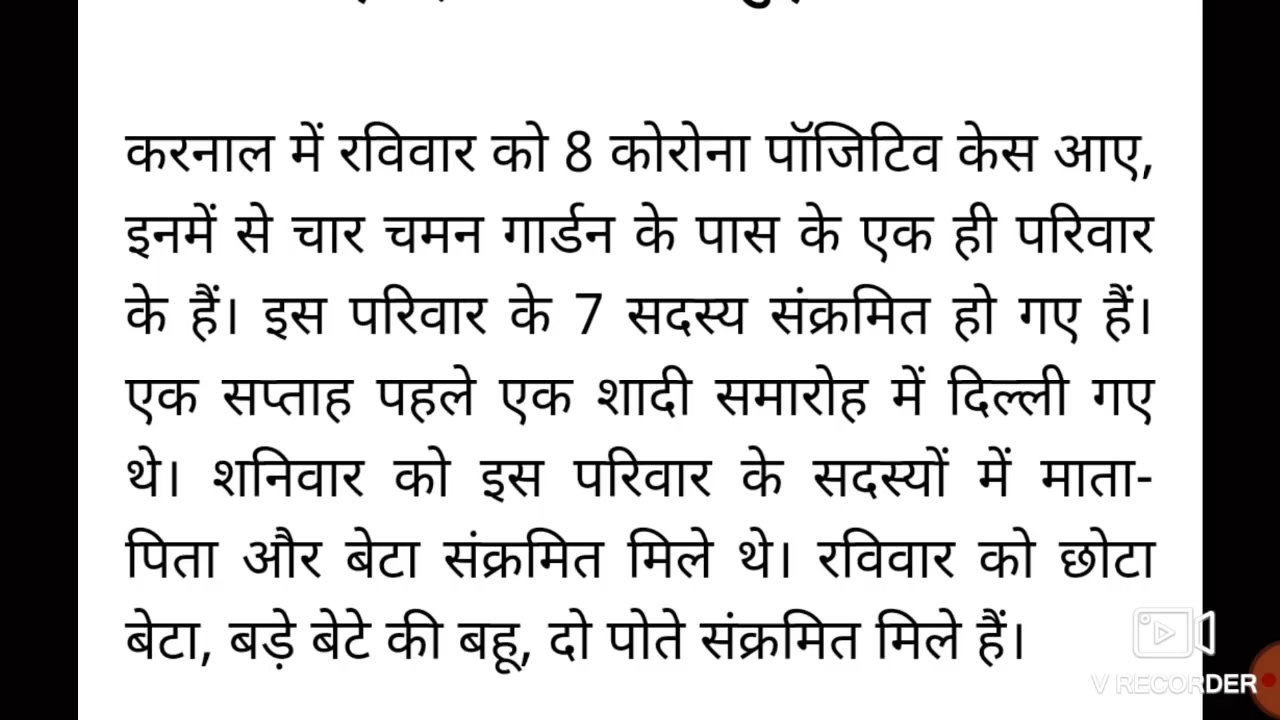 करनाल में रविवार को 8 कोरोना पॉजिटिव केस आए,
इनमें से चार चमन गार्डन के पास के एक ही परिवार
के हैं। इस परिवार के 7 सदस्य संक्रमित हो गए हैं।
एक सप्ताह पहले एक शादी समारोह में दिल्ली गए
थे। शनिवार को इस परिवार के सदस्यों में माता-
पिता और बेटा संक्रमित मिले थे। रविवार को छोटा
बेटा, बड़े बेटे की बहू, दो पोते संक्रमित मिले हैं।
V RECORDER